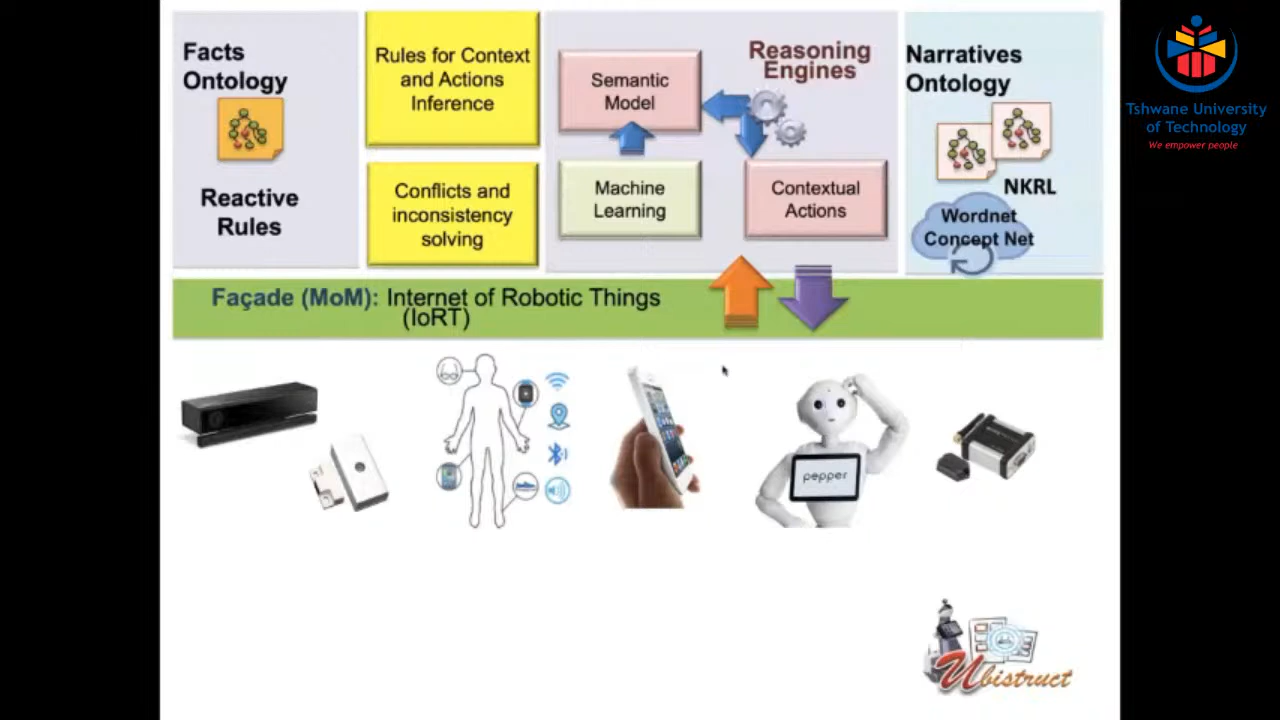 Facts
Ontology
Reactive
Rules
Rules for Context
and Actions
Inference
Conflicts and
inconsistency
solving
Semantic
Model
Machine
Learning
Reasoning
Engines
Contextual
Actions
Narratives
Ontology
NKRL
Wordnet
Concept Net
Façade (MoM): Internet of Robotic Things
(IoRT)
pepper
Ubistruct
Tshwane University
of Technology
We empower people